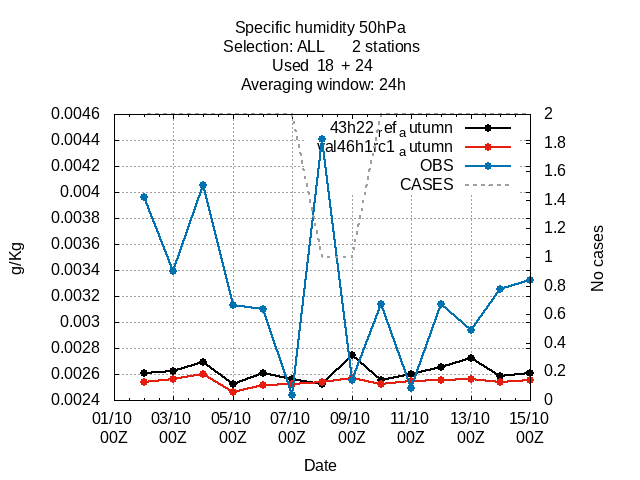 Specific humidity 50hPa
Selection: ALL 2 stations
Used 18 + 24
Averaging window: 24h
43h22ref a utumn
val46h1rc1 a utumn
OBS
CASES
0.0046
0.0044
0.0042
0.004
0.0038
0.0036
0.0034
0.0032
0.003
0.0028
0.0026
0.0024
2
1.8
1.6
1.4
1.2
1
0.8
0.6
0.4
0.2
0
g/Kg
No cases
01/10 03/10 05/10 07/10 09/10 11/10 13/10 15/10
00Z 00Z 00Z 00Z 00Z 00Z 00Z 00Z
Date